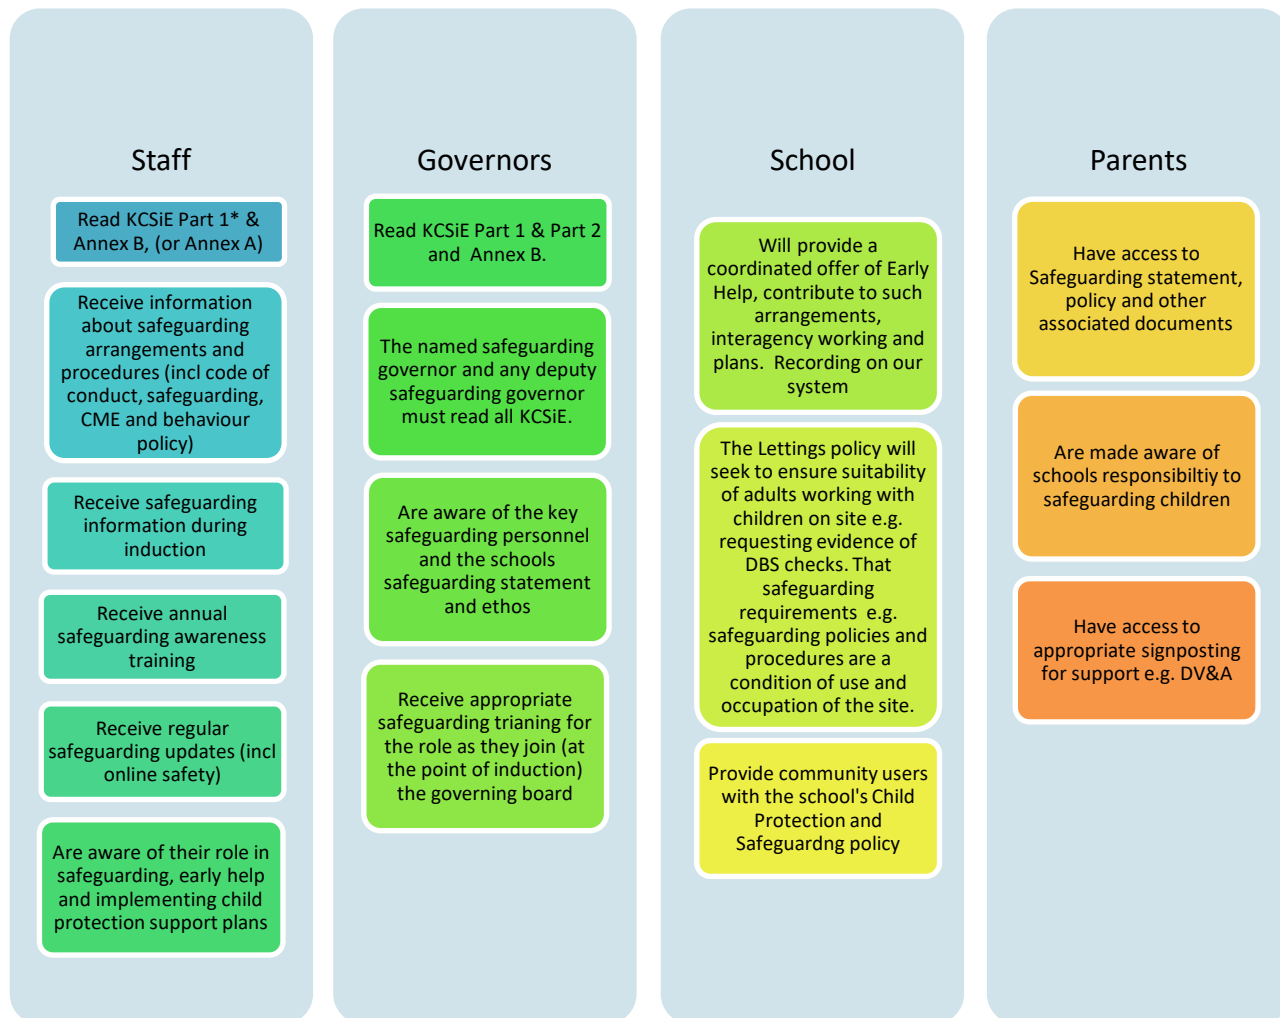 Staff
Read KCSiE Part 1* &
Annex B, (or Annex A)
Receive information
about safeguarding
arrangements and
procedures (incl code of
conduct, safeguarding,
CME and behaviour
policy)
Receive safeguarding
information during
induction
Receive annual
safeguarding awareness
training
Receive regular
safeguarding updates (incl
online safety)
Are aware of their role in
safeguarding, early help
and implementing child
protection support plans
Governors
Read KCSiE Part 1 & Part 2
and Annex B.
The named safeguarding
governor and any deputy
safeguarding governor
must read all KCSiE.
Are aware of the key
safeguarding personnel
and the schools
safeguarding statement
and ethos
Receive appropriate
safeguarding trianing for
the role as they join (at
the point of induction)
the governing board
School
Will provide a
coordinated offer of Early
Help, contribute to such
arrangements,
interagency working and
plans. Recording on our
system
The Lettings policy will
seek to ensure suitability
of adults working with
children on site e.g.
requesting evidence of
DBS checks. That
safeguarding
requirements e.g.
safeguarding policies and
procedures are a
condition of use and
occupation of the site.
Provide community users
with the school's Child
Protection and
Safeguardng policy
Parents
Have access to
Safeguarding statement,
policy and other
associated documents
Are made aware of
schools responsibiltiy to
safeguarding children
Have access to
appropriate signposting
for support e.g. DV&A